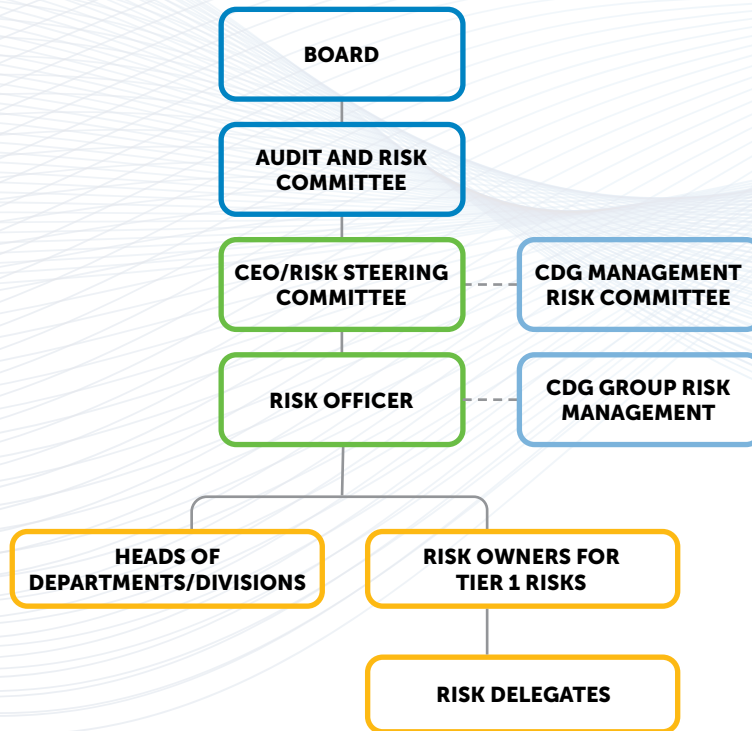 BOARD
AUDIT AND RISK
COMMITTEE
CEO/RISK STEERING
COMMITTEE
CDG MANAGEMENT
RISK COMMITTEE
RISK OFFICER
CDG GROUP RISK
MANAGEMENT
HEADS OF
DEPARTMENTS/DIVISIONS
RISK OWNERS FOR
TIER 1 RISKS
RISK DELEGATES